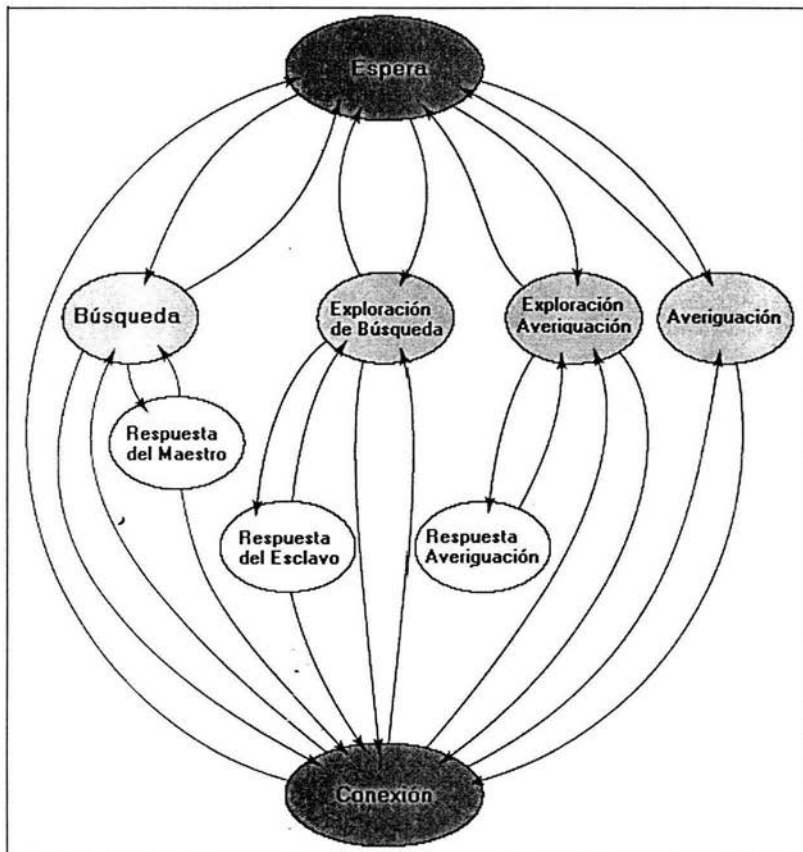 Espera
Búsqueda
Exploración
de Búsqueda
Exploración
Averiguación
Averiguación
Respuesta
del Maestro
Respuesta
del Esclavo
Respuesta
Averiguación
Conexión